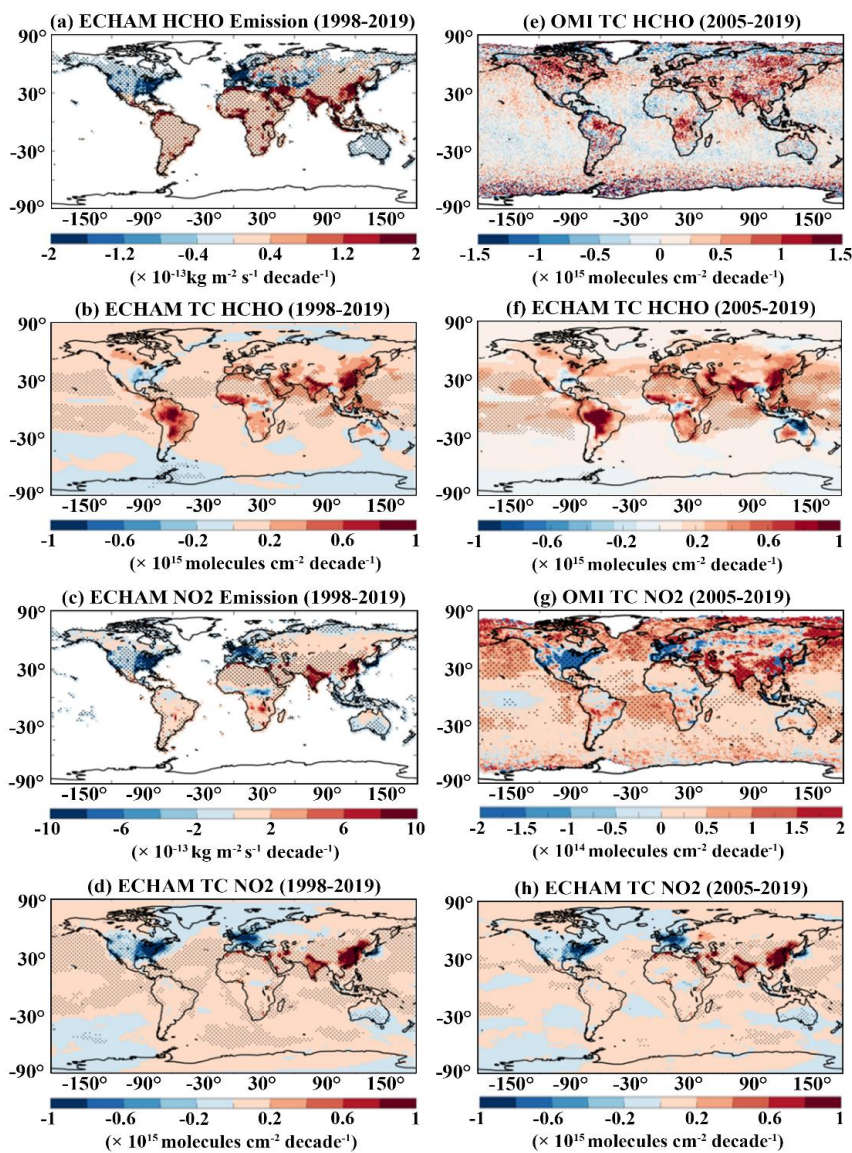 (a) ECHAM HCHO Emission (1998-2019)
90°
30°
-30°
-90°
-150° -90° 30° 30° 90° 150°
-2 -1.2 -0.4 0.4 1.2 2
(× 10⁻¹³kg m⁻² s⁻¹ decade⁻¹)
(e) OMI TC HCHO (2005-2019)
90°
30°
-30°
-90°
-150° -90° 30° 30° 90° 150°
-1.5 -1 -0.5 0 0.5 1 1.5
(× 10¹⁵ molecules cm⁻² decade⁻¹)
(b) ECHAM TC HCHO (1998-2019)
90°
30°
-30°
-90°
-150° -90° 30° 30° 90° 150°
-1 -0.6 -0.2 0.2 0.6 1
(× 10¹⁵ molecules cm⁻² decade⁻¹)
(f) ECHAM TC HCHO (2005-2019)
90°
30°
-30°
-90°
-150° -90° 30° 30° 90° 150°
-1 -0.6 -0.2 0.2 0.6 1
(× 10¹⁵ molecules cm⁻² decade⁻¹)
(c) ECHAM NO2 Emission (1998-2019)
90°
30°
-30°
-90°
-150° -90° 30° 30° 90° 150°
-10 -6 -2 2 6 10
(× 10⁻¹³ kg m⁻² s⁻¹ decade⁻¹)
(g) OMI TC NO2 (2005-2019)
90°
30°
-30°
-90°
-150° -90° 30° 30° 90° 150°
-2 -1.5 -1 -0.5 0 0.5 1 1.5 2
(× 10¹⁴ molecules cm⁻² decade⁻¹)
(d) ECHAM TC NO2 (1998-2019)
90°
30°
-30°
-90°
-150° -90° 30° 30° 90° 150°
-1 -0.6 -0.2 0.2 0.6 1
(× 10¹⁵ molecules cm⁻² decade⁻¹)
(h) ECHAM TC NO2 (2005-2019)
90°
30°
-30°
-90°
-150° -90° 30° 30° 90° 150°
-1 -0.6 -0.2 0.2 0.6 1
(× 10¹⁵ molecules cm⁻² decade⁻¹)